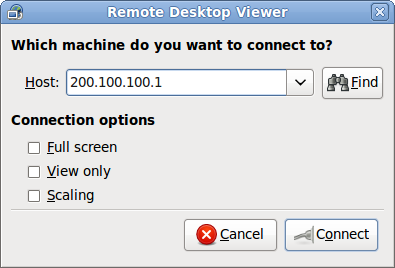 Remote Desktop Viewer
Which machine do you want to connect to?
Host: 200.100.100.1 Find
Connection options
Full screen
View only
Scaling
Cancel Connect